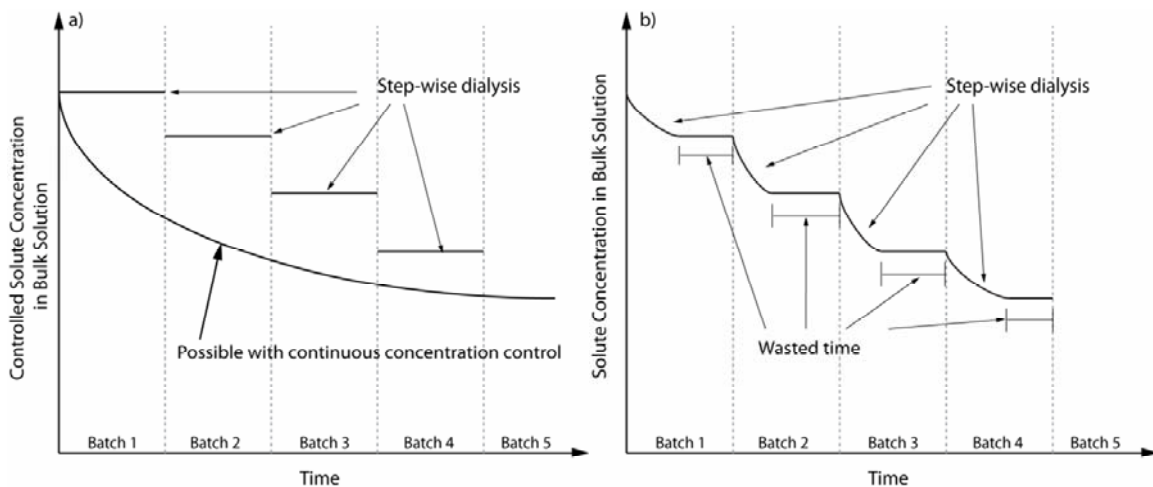 a)
Controlled Solute Concentration
in Bulk Solution
Step-wise dialysis
Possible with continuous concentration control
Batch 1
Batch 2
Batch 3
Batch 4
Batch 5
Time
b)
Solute Concentration in Bulk Solution
Step-wise dialysis
Wasted time
Batch 1
Batch 2
Batch 3
Batch 4
Batch 5
Time